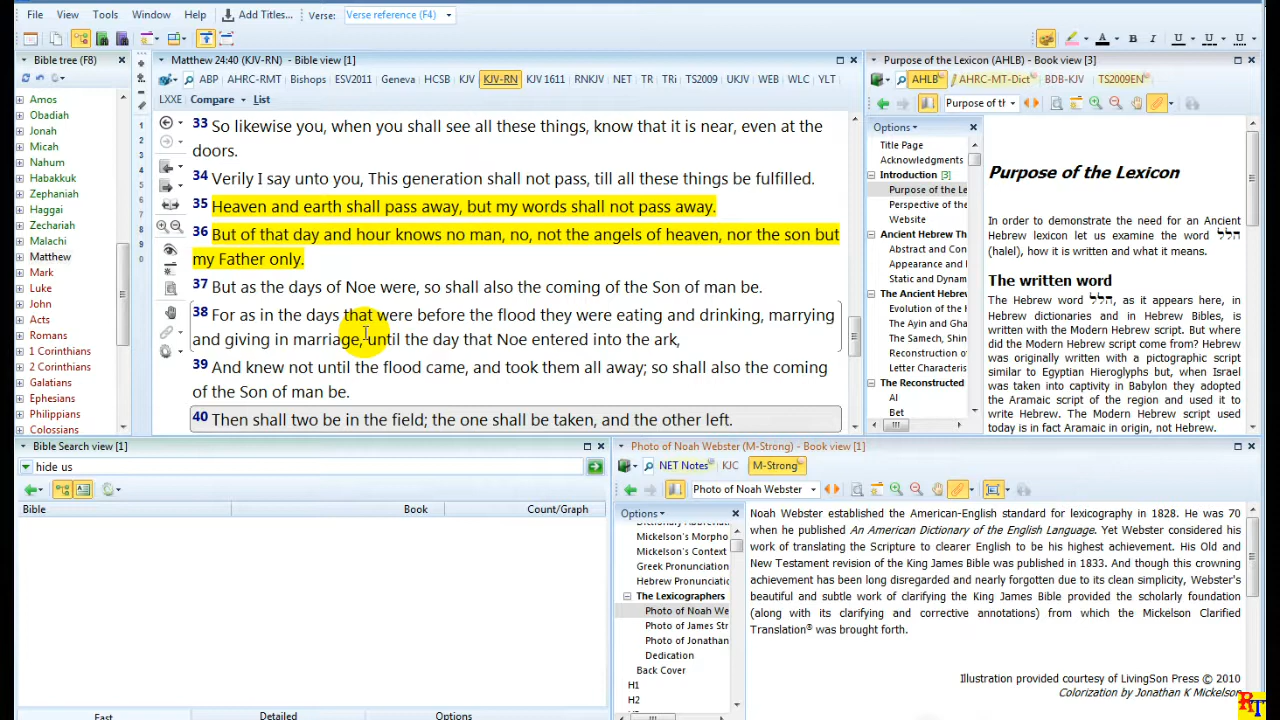 File View Tools Window Help Add Titles... Verse: Verse reference (F4)
Bible tree (F8)
Amos
Obadiah
Jonah
Micah
Nahum
Habakkuk
Zephaniah
Haggai
Zechariah
Malachi
Matthew
Mark
Luke
John
Acts
Romans
1 Corinthians
2 Corinthians
Galatians
Ephesians
Philippians
Colossians
1
2
3
4
5
6
7
8
9
0
Matthew 24:40 (KJV-RN) - Bible view [1]
ABP AHRC-RMT Bishops ESV2011 Geneva HCSB KJV KJV-RN KJV 1611 RNKJV NET TR TRi TS2009 UKJV WEB WLC YLT
LXXE Compare List
33 So likewise you, when you shall see all these things, know that it is near, even at the
doors.
34 Verily I say unto you, This generation shall not pass, till all these things be fulfilled.
35 Heaven and earth shall pass away, but my words shall not pass away.
36 But of that day and hour knows no man, no, not the angels of heaven, nor the son but
my Father only.
37 But as the days of Noe were, so shall also the coming of the Son of man be.
38 For as in the days that were before the flood they were eating and drinking, marrying
and giving in marriage, until the day that Noe entered into the ark,
39 And knew not until the flood came, and took them all away; so shall also the coming
of the Son of man be.
40 Then shall two be in the field; the one shall be taken, and the other left.
Purpose of the Lexicon (AHLB) - Book view [3]
AHLB AHRC-MT-Dict BDB-KJV TS2009EN
Purpose of th
Options
Title Page
Acknowledgments
Introduction [3]
Purpose of the Le
Perspective of the
Website
Ancient Hebrew Th
Abstract and Con
Appearance and
Static and Dynam
Ancient Hebrew
The Ayin and Gha
Hebrew
Reconstruction
Letter Characteri
The Reconstructed
Al
Bet
Purpose of the Lexicon
In order to demonstrate the need for an Ancient
Hebrew lexicon let us examine the word הלל
(halel), how it is written and what it means.
The written word
The Hebrew word הלל, as it appears here, in
Hebrew dictionaries and in Hebrew Bibles, is
written with the Modern Hebrew script. But where
did the Modern Hebrew script come from? Hebrew
was originally written with a pictographic script
similar to Egyptian Hieroglyphs but when Israel
was taken into captivity in Babylon they adopted
the Aramaic script of the region and used it to
write Hebrew. The Modern Hebrew script used
today is in fact Aramaic in origin, not Hebrew.
Bible Search view [1]
hide us
Bible Book Count/Graph
Fast Detailed Options
Photo of Noah Webster (M-Strong) - Book view [1]
NET Notes KJC M-Strong
Photo of Noah Webster
Options
Dictionary Abbrevia
Mickelson's Morpho
Mickelson's Context
Greek Pronunciatio
Hebrew Pronunciati
The Lexicographers
Photo of Noah We
Photo of James Str
Photo of Jonathan
Dedication
Back Cover
H1
H2
Noah Webster established the American-English standard for lexicography in 1828. He was 70
when he published An American Dictionary of the English Language. Yet Webster considered his
work of translating the Scripture to clearer English to be his highest achievement. His Old and
New Testament revision of the King James Bible was published in 1833. And though this crowning
achievement has been long disregarded and nearly forgotten due to its clean simplicity, Webster's
beautiful and subtle work of clarifying the King James Bible provided the scholarly foundation
(along with its clarifying and corrective annotations) from which the Mickelson Clarified
Translation® was brought forth.
Illustration provided courtesy of LivingSon Press © 2010
Colorization by Jonathan K Mickelson
RT